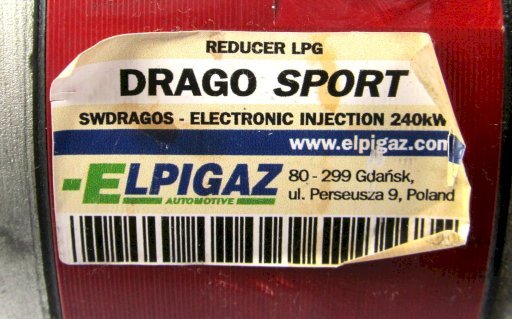 REDUCER LPG
DRAGO SPORT
SWDRAGOS - ELECTRONIC INJECTION 240kW
www.elpigaz.com
-ELPIGAZ
AUTOMOTIVE
80 - 299 Gdańsk,
ul. Perseusza 9, Poland